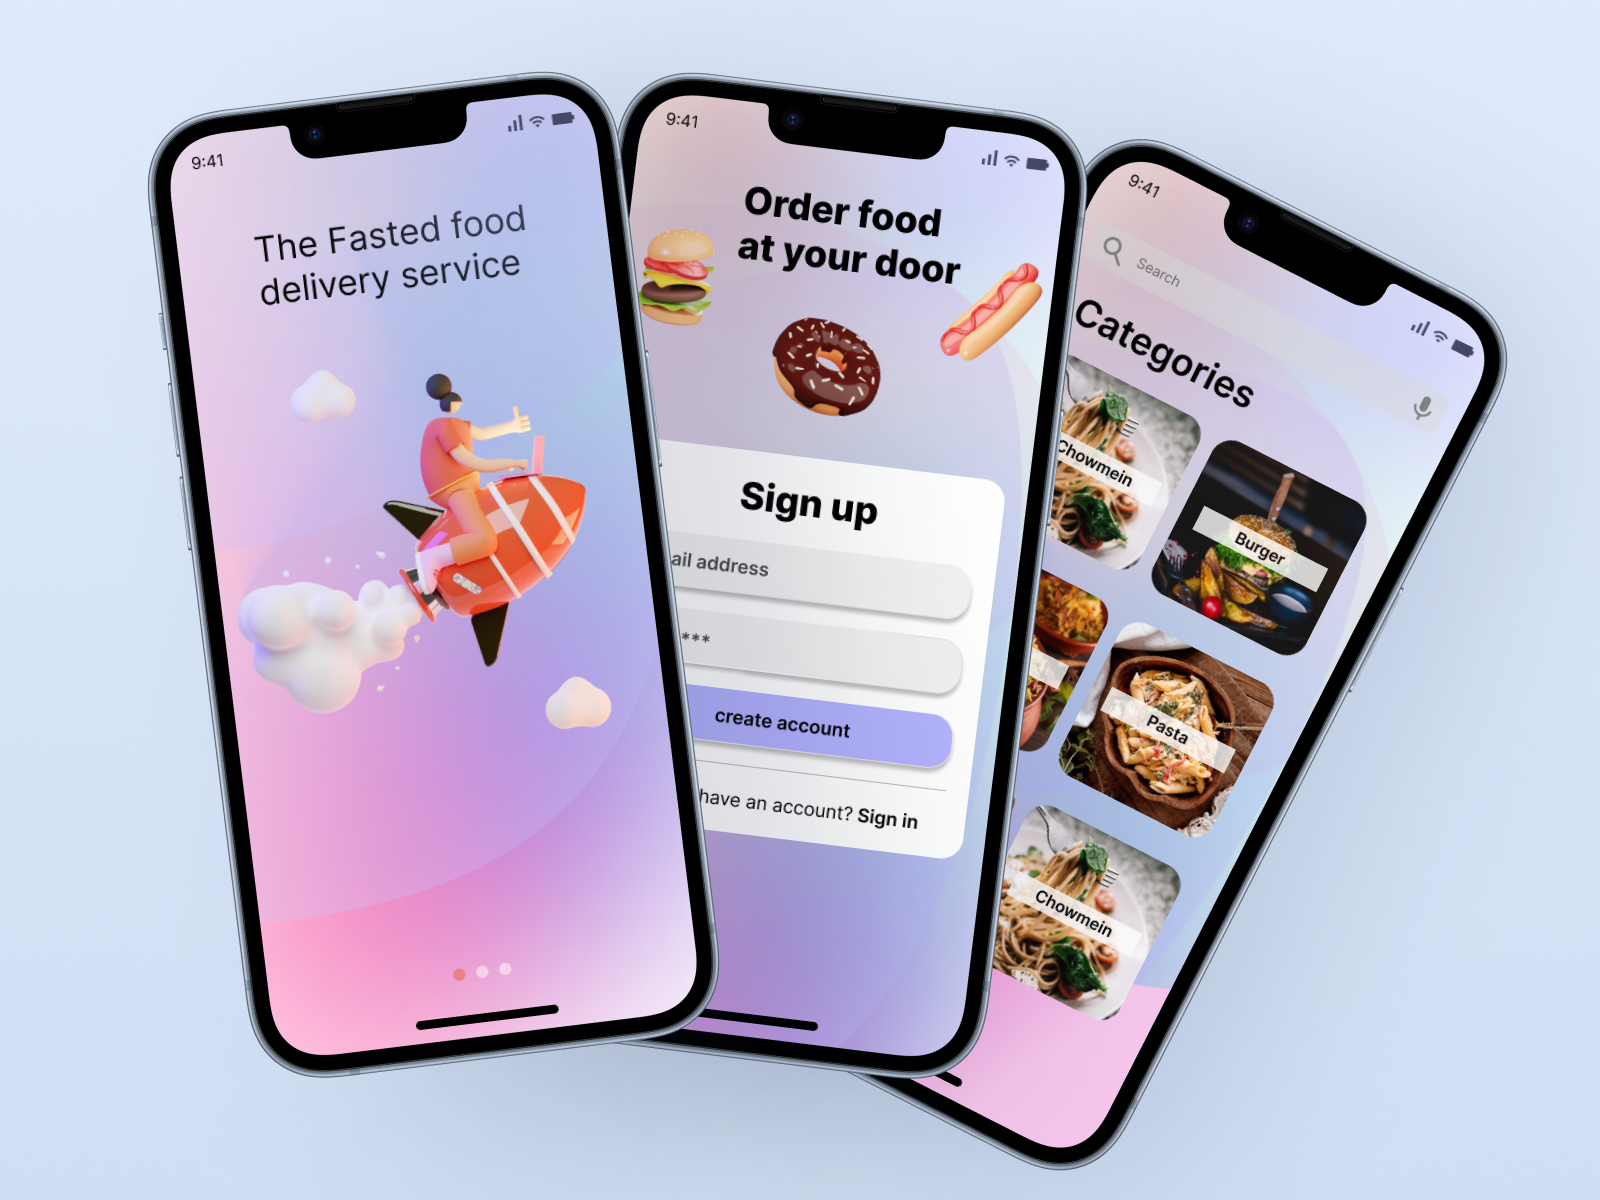 9:41
The Fasted food
delivery service
9:41
Order food
at your door
Sign up
ail address
***
create account
have an account? Sign in
9:41
Search
Categories
Chowmein
Burger
Pasta
Chowmein